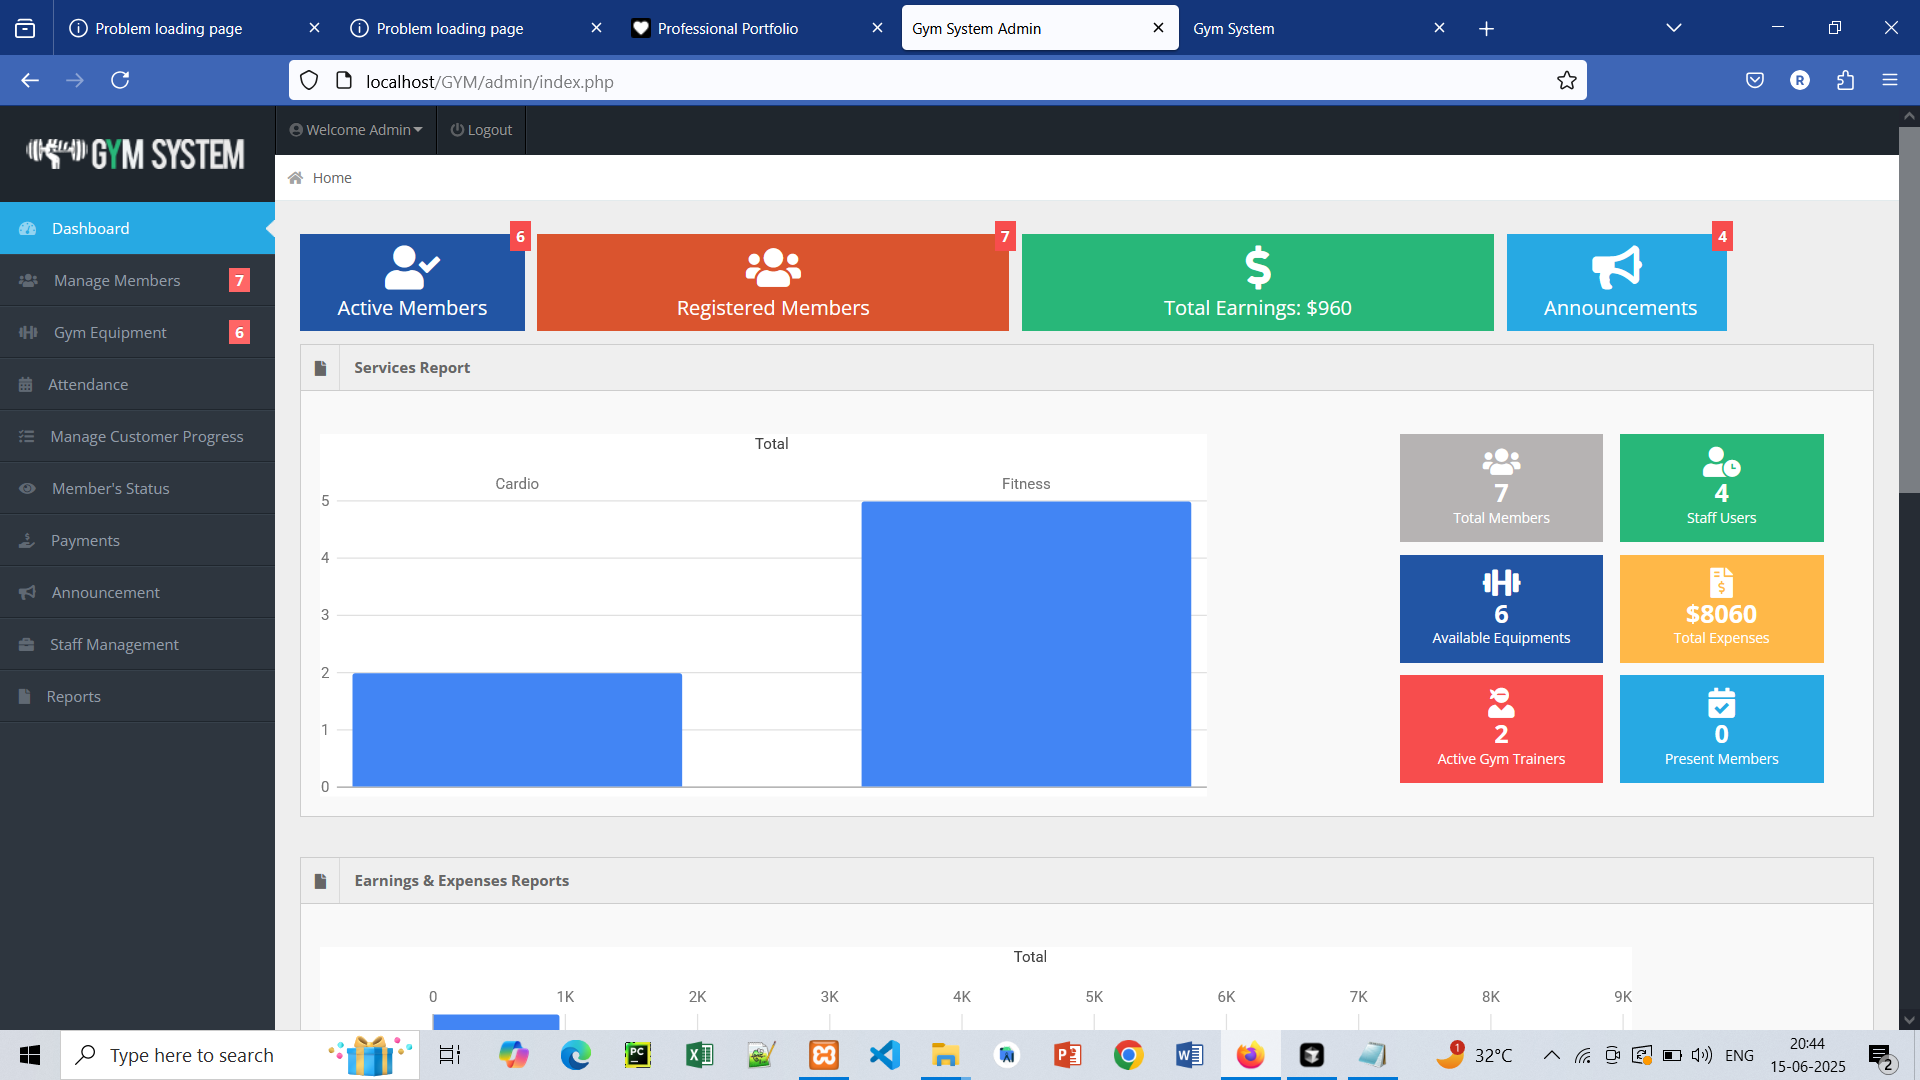 Problem loading page
Problem loading page
Professional Portfolio
Gym System Admin
Gym System
localhost/GYM/admin/index.php
R
GYM SYSTEM
Welcome Admin
Logout
Home
Dashboard
Manage Members 7
Gym Equipment 6
Attendance
Manage Customer Progress
Member's Status
Payments
Announcement
Staff Management
Reports
6
Active Members
7
Registered Members
$
Total Earnings: $960
4
Announcements
Services Report
Total
Cardio Fitness
5
4
3
2
1
0
7
Total Members
4
Staff Users
6
Available Equipments
$
$8060
Total Expenses
2
Active Gym Trainers
0
Present Members
Earnings & Expenses Reports
Total
0 1K 2K 3K 4K 5K 6K 7K 8K 9K
Type here to search
PC
1
32°C
ENG
20:44
15-06-2025
2